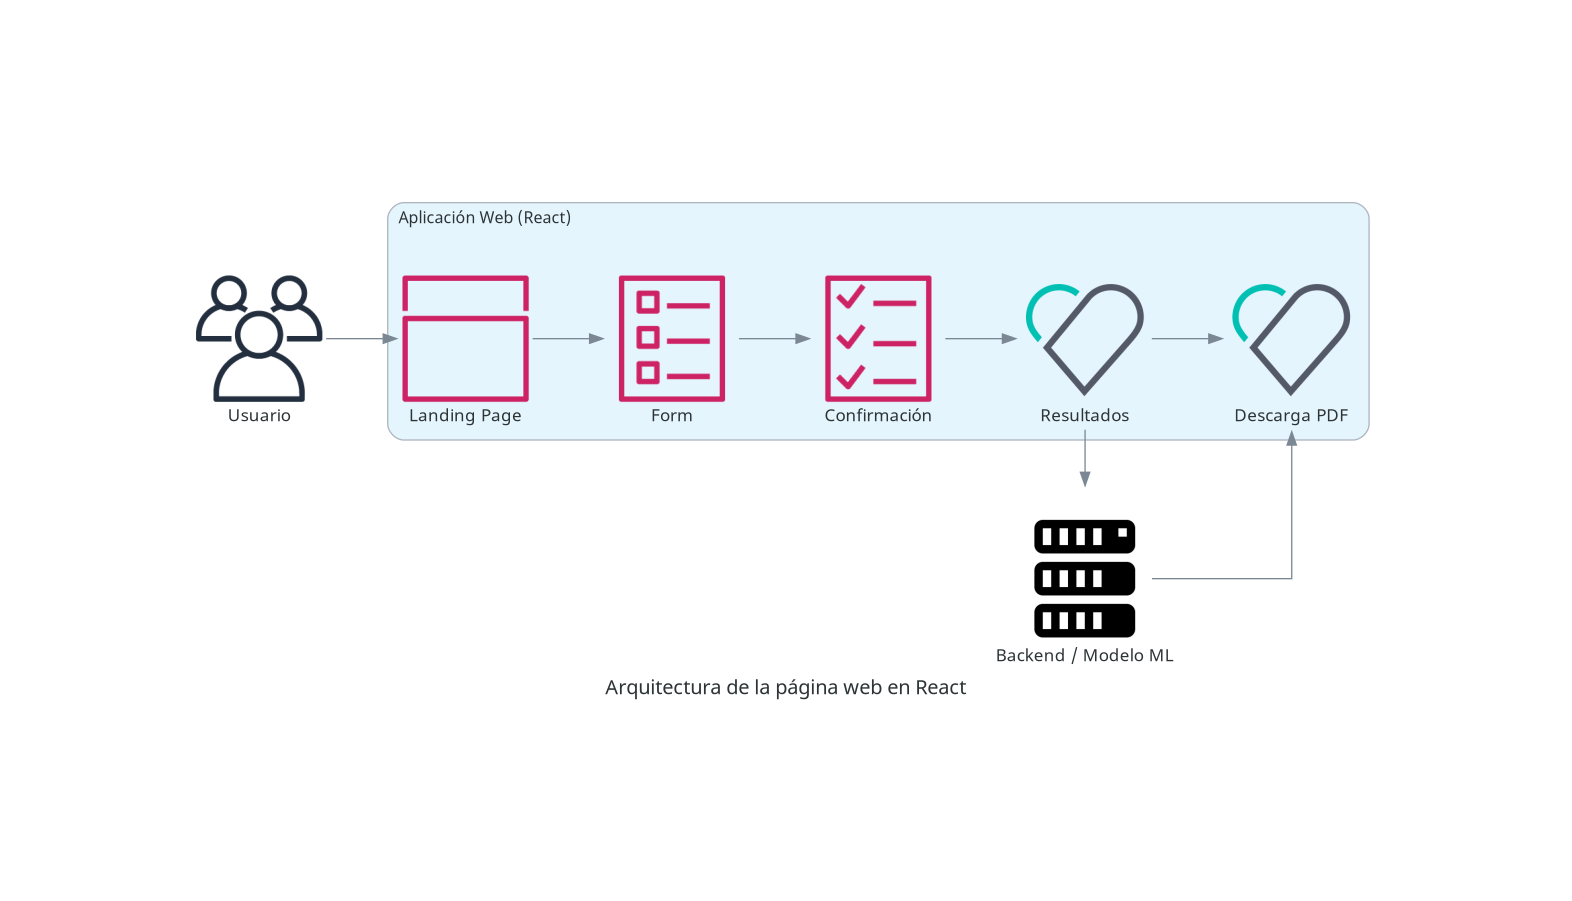 Aplicación Web (React)
Usuario
Landing Page
Form
Confirmación
Resultados
Descarga PDF
Backend / Modelo ML
Arquitectura de la página web en React